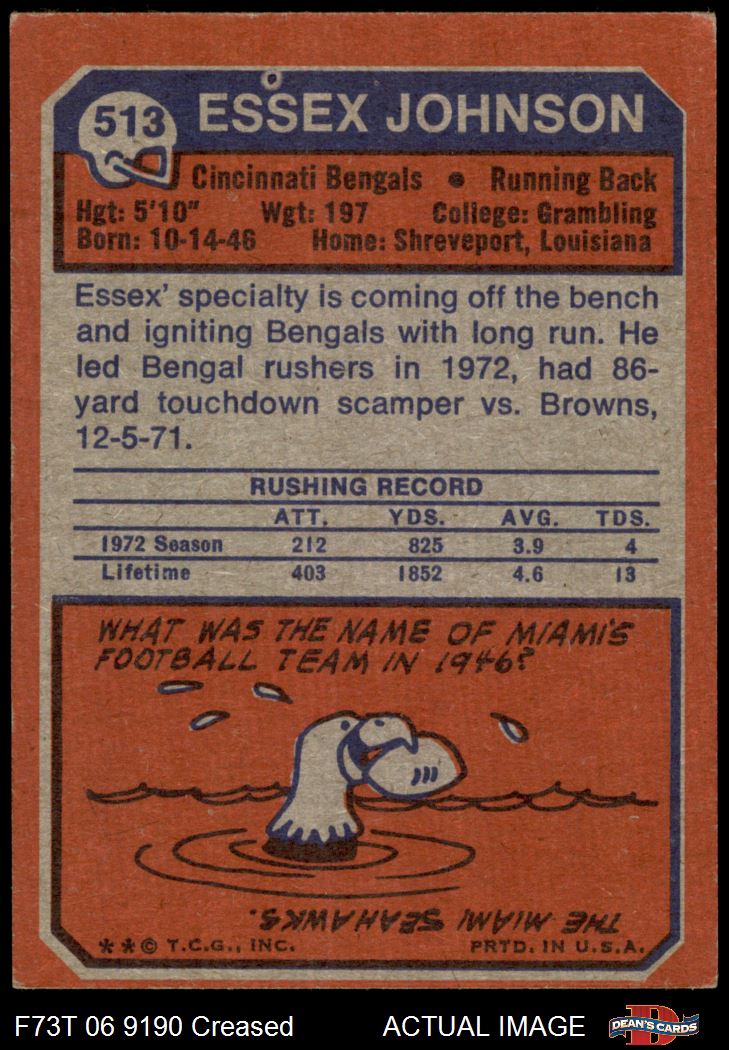 513 ESSEX JOHNSON
Cincinnati Bengals • Running Back
Hgt: 5'10" Wgt: 197 College: Grambling
Born: 10-14-46 Home: Shreveport, Louisiana
Essex' specialty is coming off the bench
and igniting Bengals with long run. He
led Bengal rushers in 1972, had 86-
yard touchdown scamper vs. Browns,
12-5-71.
RUSHING RECORD
ATT. YDS. AVG. TDS.
1972 Season 212 825 3.9 4
Lifetime 403 1852 4.6 13
WHAT WAS THE NAME OF MIAMI'S
FOOTBALL TEAM IN 1946?
THE MIAMI SEAHAWKS.
**© T.C.G., INC. PRTD. IN U.S.A.
F73T 06 9190 Creased ACTUAL IMAGE
DEAN'S CARDS